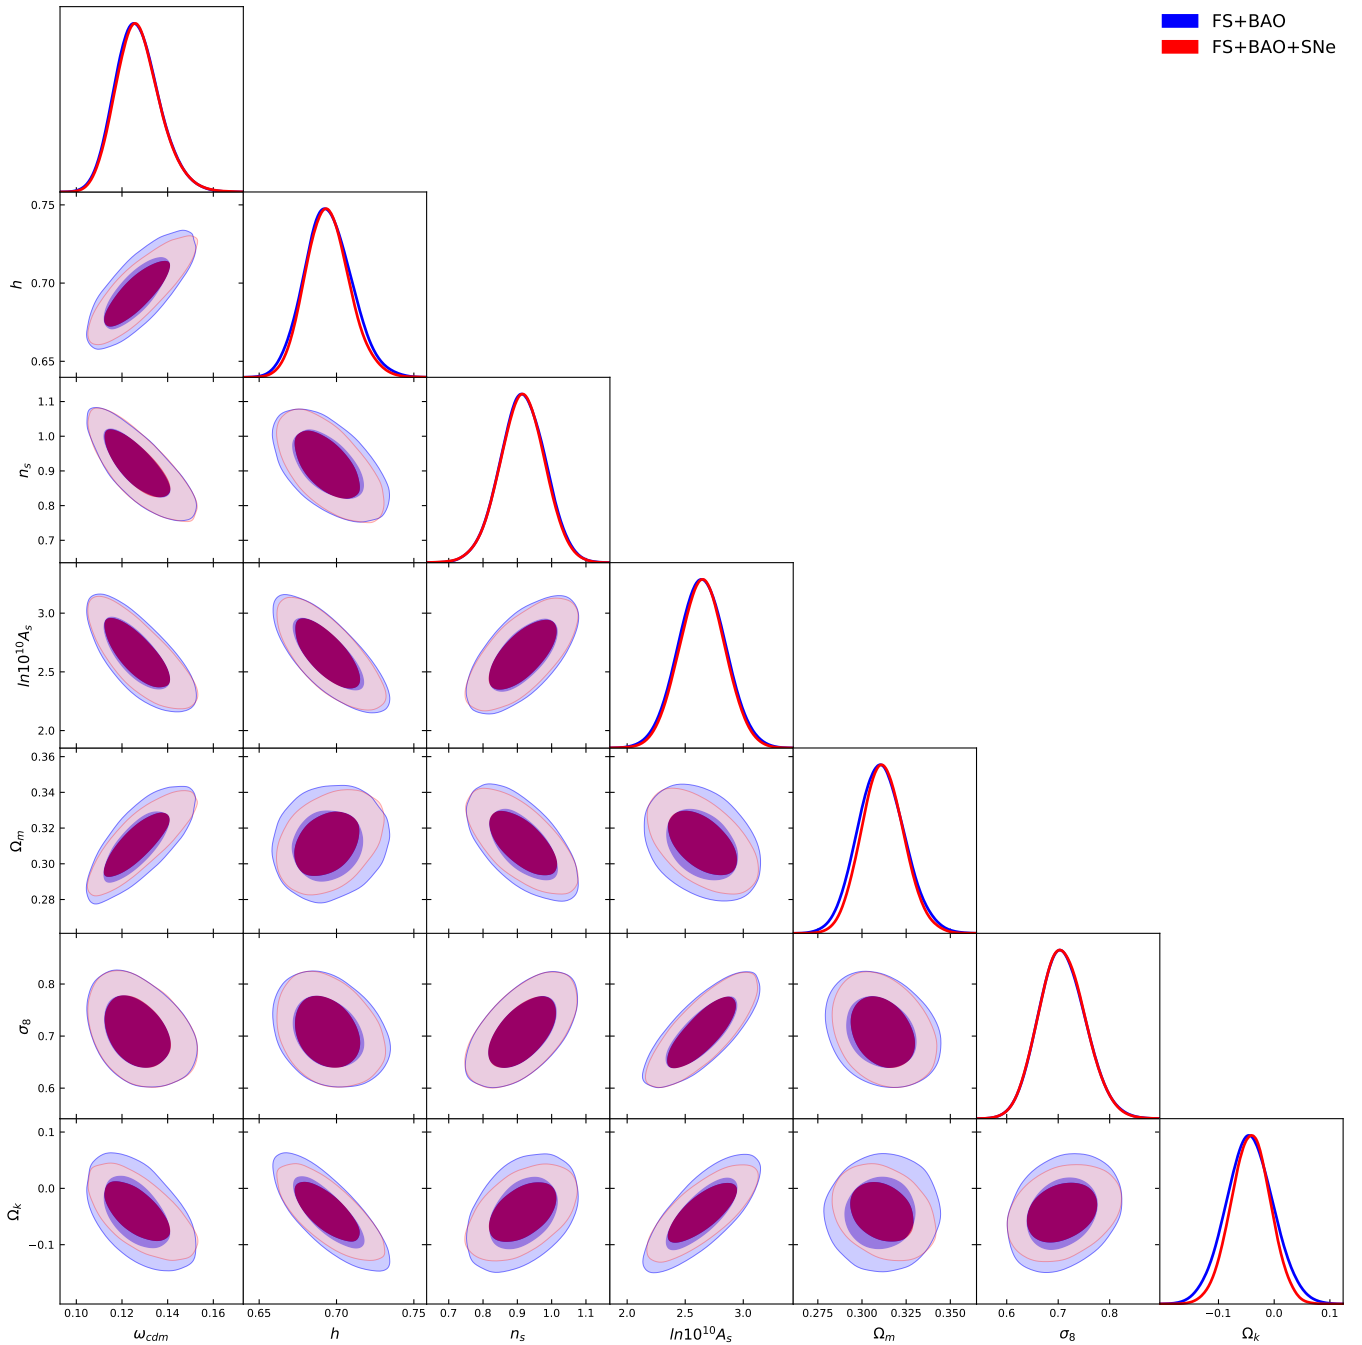 FS+BAO
FS+BAO+SNe
0.75
0.70
0.65
h
1.1
1.0
0.9
0.8
0.7
n_s
3.0
2.5
2.0
ln10^{10}A_s
0.36
0.34
0.32
0.30
0.28
Ω_m
0.8
0.7
0.6
σ_8
0.1
0.0
−0.1
Ω_k
0.10 0.12 0.14 0.16 0.65 0.70 0.75 0.7 0.8 0.9 1.0 1.1 2.0 2.5 3.0 0.275 0.300 0.325 0.350 0.6 0.7 0.8 −0.1 0.0 0.1
ω_{cdm} h n_s ln10^{10}A_s Ω_m σ_8 Ω_k